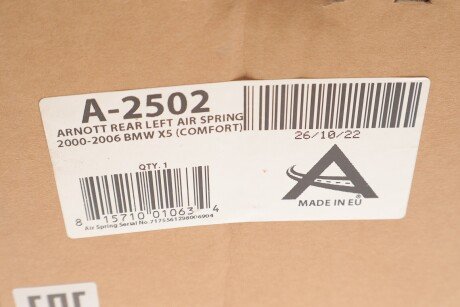 A-2502
ARNOTT REAR LEFT AIR SPRING
2000-2006 BMW X5 (COMFORT)
26/10/22
QTY. 1
8 15710 01063 4
Air Spring Serial No.7175561298006904
®
MADE IN EU
EAC